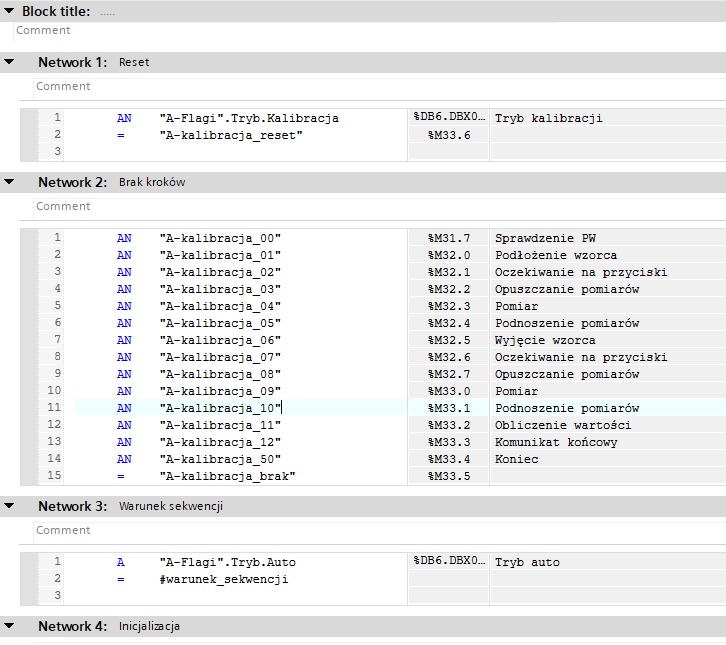 Block title: .....
Comment
Network 1: Reset
Comment
1 AN "A-Flagi".Tryb.Kalibracja %DB6.DBX0... Tryb kalibracji
2 = "A-kalibracja_reset" %M33.6
3
Network 2: Brak kroków
Comment
1 AN "A-kalibracja_00" %M31.7 Sprawdzenie PW
2 AN "A-kalibracja_01" %M32.0 Podłożenie wzorca
3 AN "A-kalibracja_02" %M32.1 Oczekiwanie na przyciski
4 AN "A-kalibracja_03" %M32.2 Opuszczanie pomiarów
5 AN "A-kalibracja_04" %M32.3 Pomiar
6 AN "A-kalibracja_05" %M32.4 Podnoszenie pomiarów
7 AN "A-kalibracja_06" %M32.5 Wyjęcie wzorca
8 AN "A-kalibracja_07" %M32.6 Oczekiwanie na przyciski
9 AN "A-kalibracja_08" %M32.7 Opuszczanie pomiarów
10 AN "A-kalibracja_09" %M33.0 Pomiar
11 AN "A-kalibracja_10" %M33.1 Podnoszenie pomiarów
12 AN "A-kalibracja_11" %M33.2 Obliczenie wartości
13 AN "A-kalibracja_12" %M33.3 Komunikat końcowy
14 AN "A-kalibracja_50" %M33.4 Koniec
15 = "A-kalibracja_brak" %M33.5
Network 3: Warunek sekwencji
Comment
1 A "A-Flagi".Tryb.Auto %DB6.DBX0... Tryb auto
2 = #warunek_sekwencji
3
Network 4: Inicjalizacja